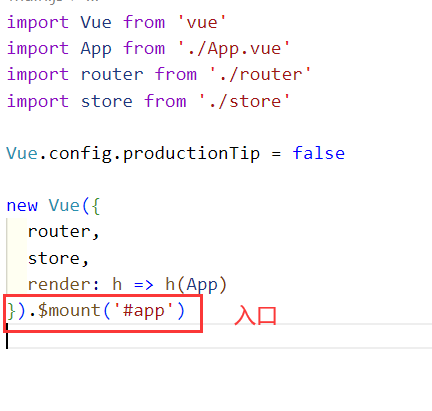 import Vue from 'vue'
import App from './App.vue'
import router from './router'
import store from './store'
Vue.config.productionTip = false
new Vue({
router,
store,
render: h => h(App)
}).$mount('#app') 入口